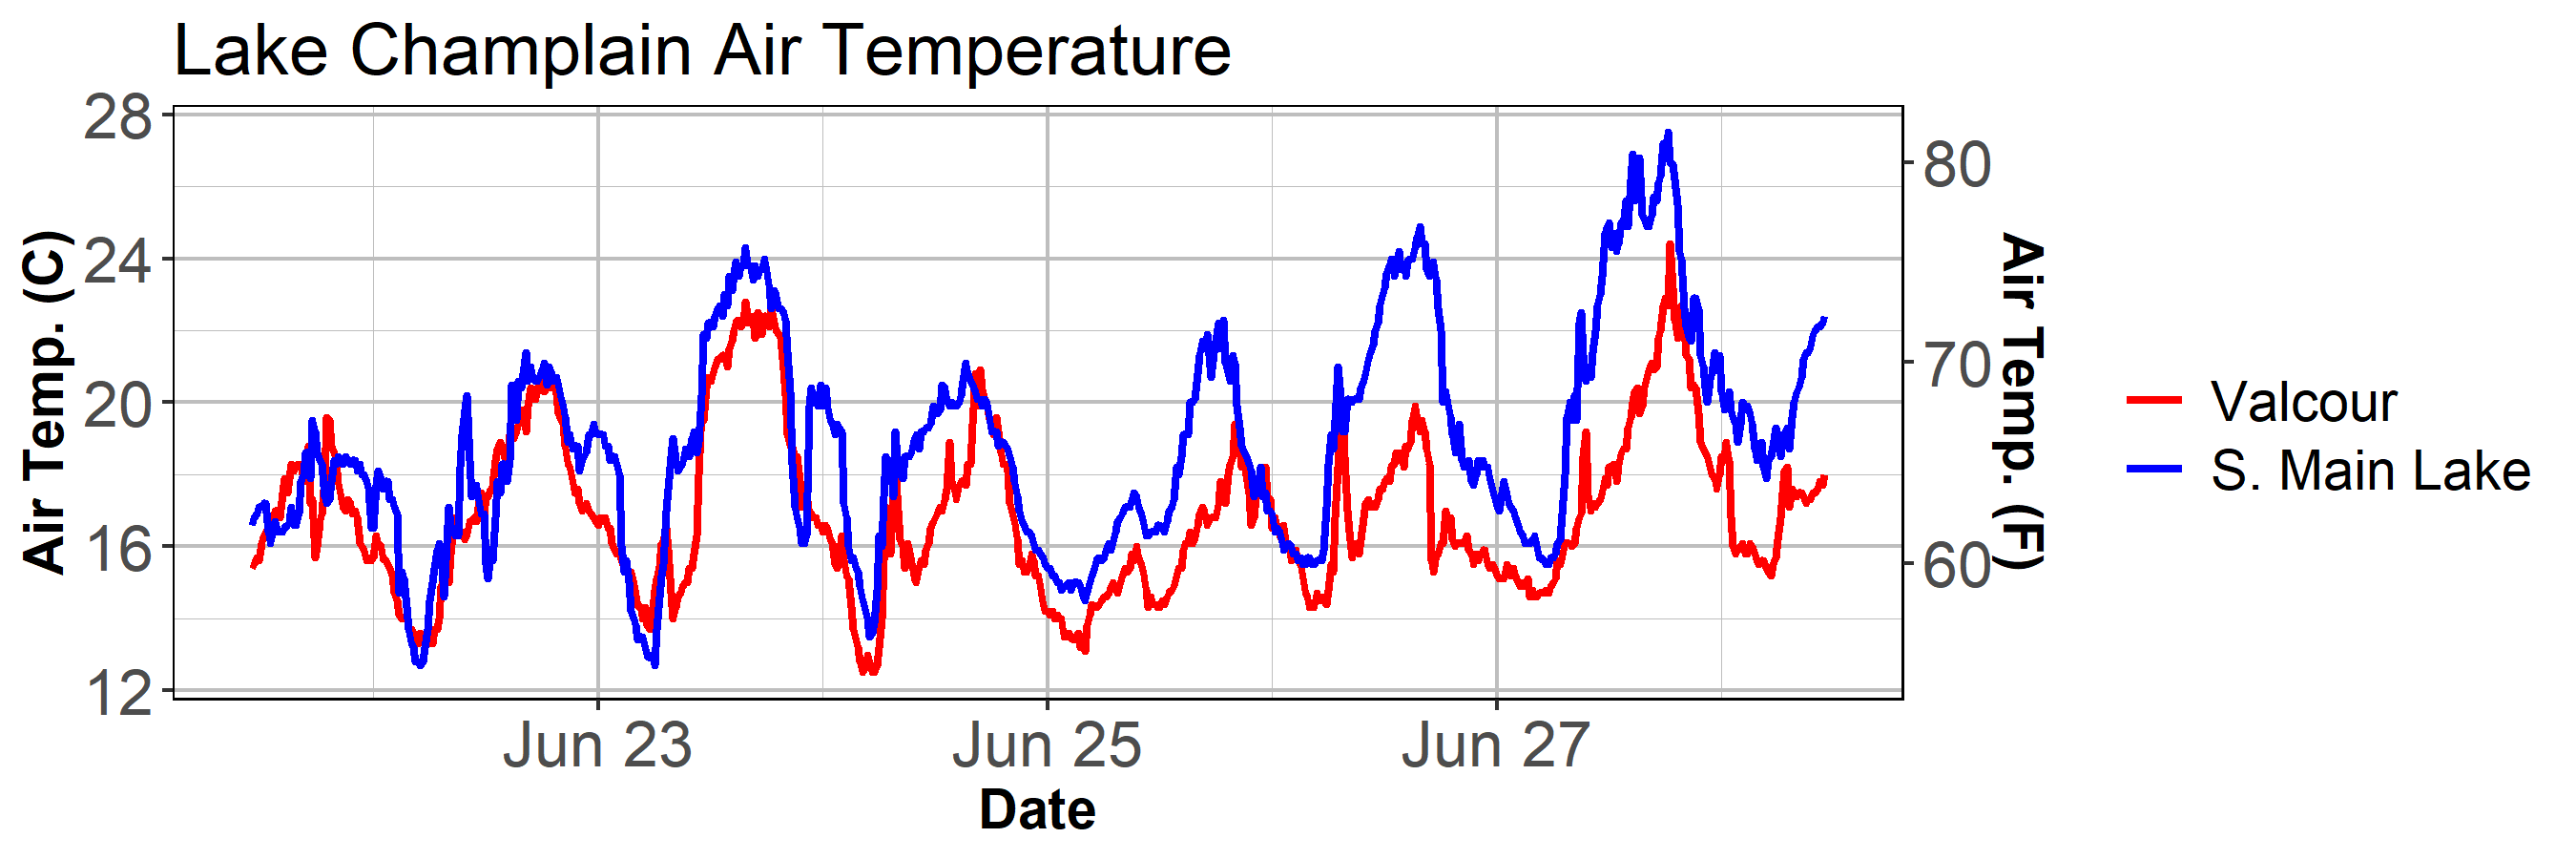 Lake Champlain Air Temperature
28
24
20
16
12
Air Temp. (C)
80
70
60
Air Temp. (F)
Jun 23
Jun 25
Jun 27
Date
Valcour
S. Main Lake